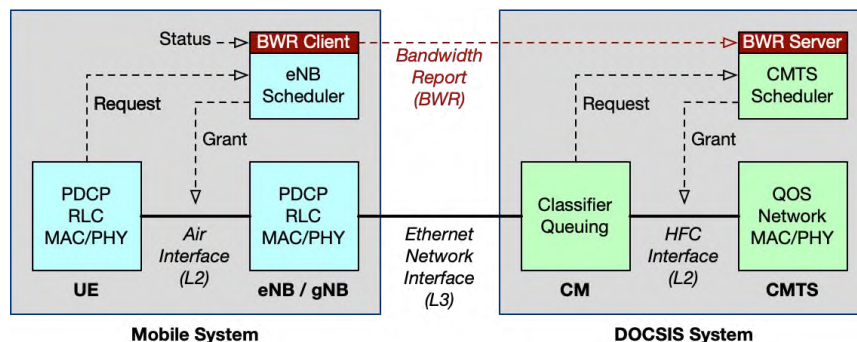 Status
BWR Client
eNB
Scheduler
Bandwidth
Report
(BWR)
BWR Server
CMTS
Scheduler
Request
Grant
Request
Grant
PDCP
RLC
MAC/PHY
PDCP
RLC
MAC/PHY
Classifier
Queuing
QOS
Network
MAC/PHY
Air
Interface
(L2)
Ethernet
Network
Interface
(L3)
HFC
Interface
(L2)
UE
eNB / gNB
CM
CMTS
Mobile System
DOCSIS System